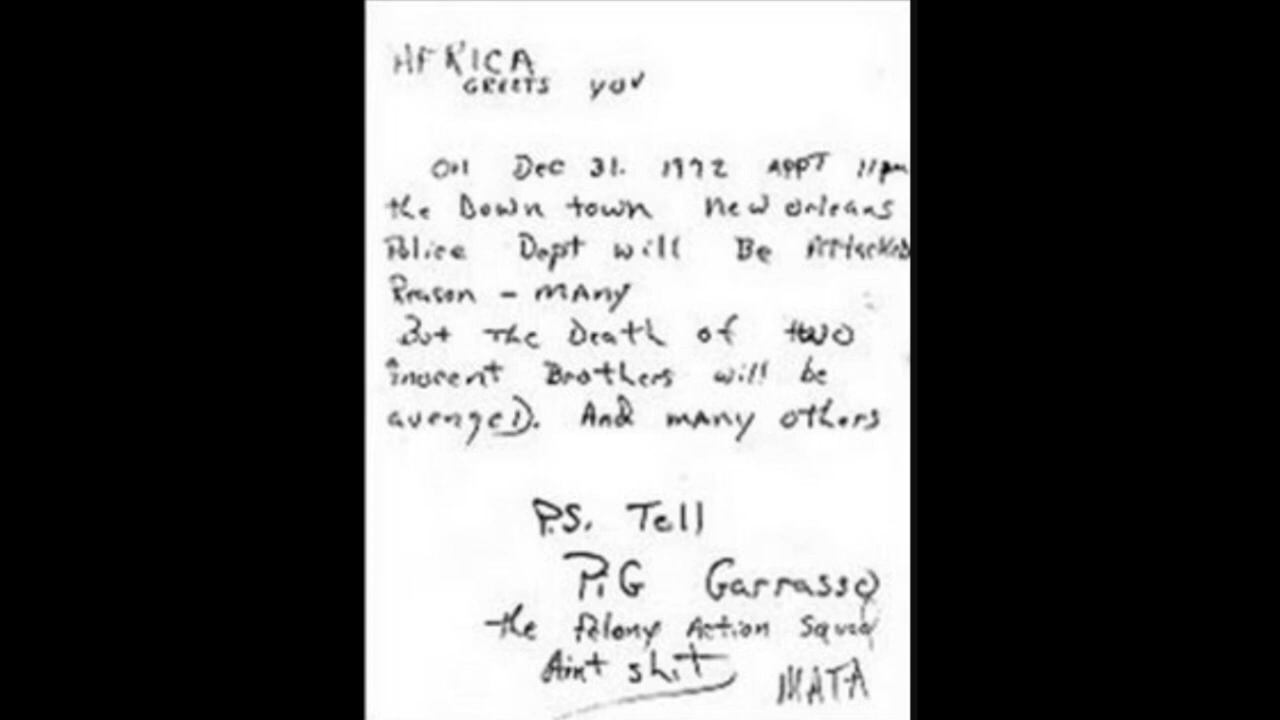 AFRICA
GREETS YOU
On Dec 31. 1972 APPT 11pm
the Down town New orleans
Police Dept will Be Attacked
Reason - MANy
But The Death of two
inocent Brothers will be
avengeD. And many others
P.S. Tell
PiG Garrasso
the felony Action Squad
Aint shit
MATA